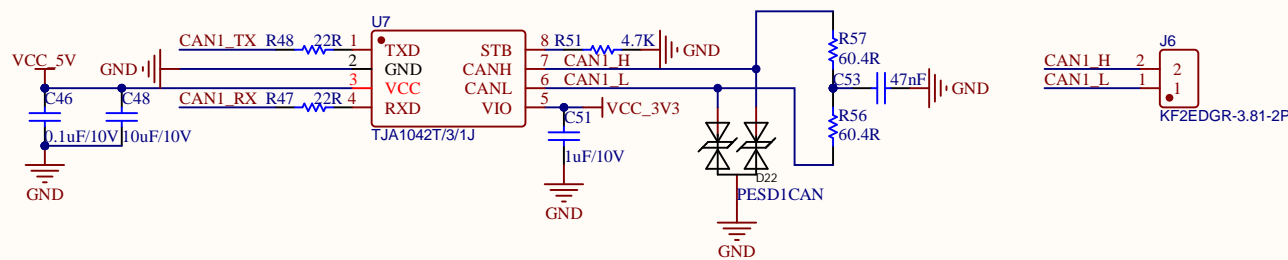 U7
CAN1_TX R48 22R 1 TXD STB 8 R51 4.7K GND
VCC_5V GND 2 GND CANH 7 CAN1_H
3 VCC CANL 6 CAN1_L
CAN1_RX R47 22R 4 RXD VIO 5 VCC_3V3
TJA1042T/3/1J
C46 0.1uF/10V
C48 10uF/10V
GND
C51
1uF/10V
GND
D22
PESD1CAN
GND
R57
60.4R
C53 47nF GND
R56
60.4R
J6
CAN1_H 2 2
CAN1_L 1 1
KF2EDGR-3.81-2P